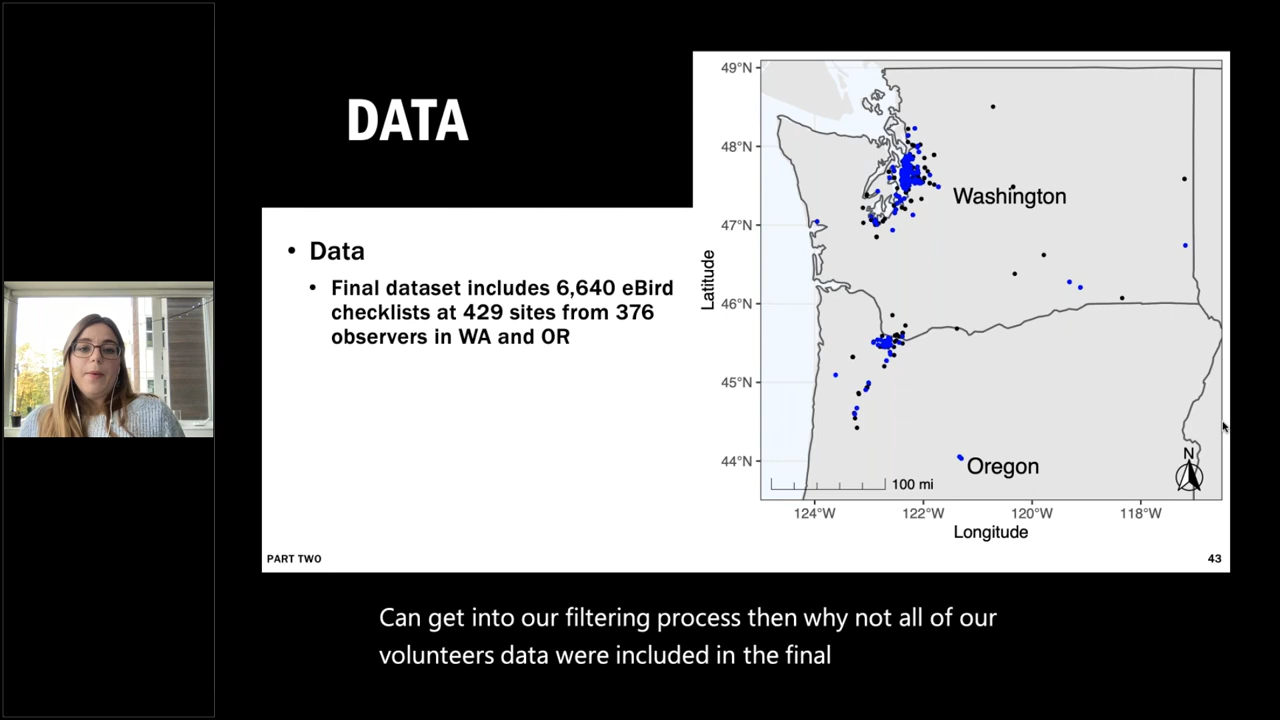 DATA
• Data
• Final dataset includes 6,640 eBird
checklists at 429 sites from 376
observers in WA and OR
PART TWO
49°N
48°N
47°N
46°N
45°N
44°N
Latitude
Washington
Oregon
N
100 mi
124°W 122°W 120°W 118°W
Longitude
43
Can get into our filtering process then why not all of our
volunteers data were included in the final